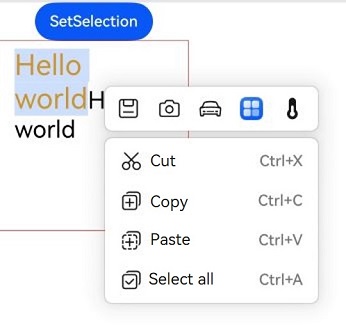 SetSelection
Hello
worldH
world
Cut Ctrl+X
Copy Ctrl+C
Paste Ctrl+V
Select all Ctrl+A